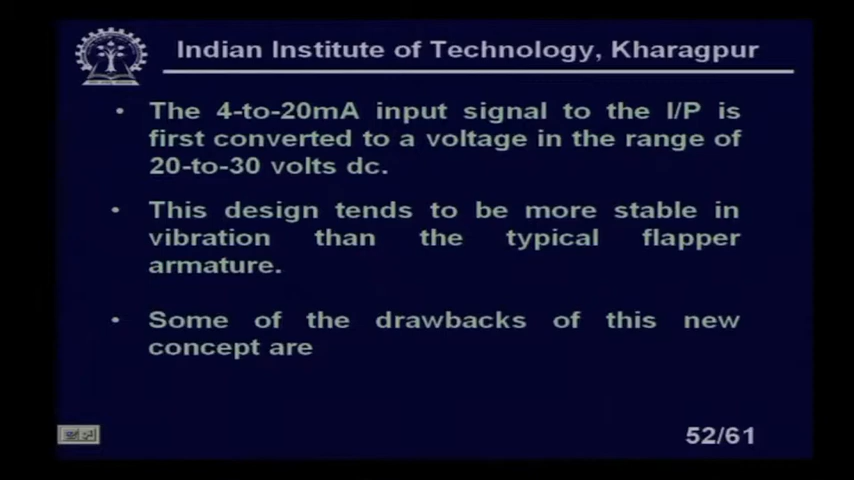 Indian Institute of Technology, Kharagpur
• The 4-to-20mA input signal to the I/P is
first converted to a voltage in the range of
20-to-30 volts dc.
• This design tends to be more stable in
vibration than the typical flapper
armature.
• Some of the drawbacks of this new
concept are
52/61